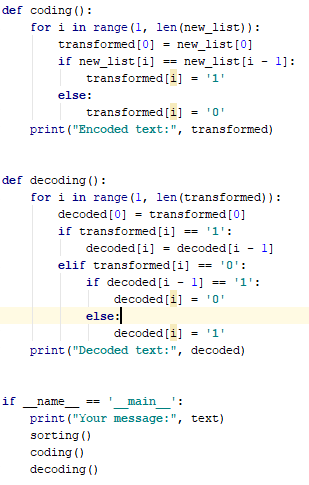 def coding():
    for i in range(1, len(new_list)):
        transformed[0] = new_list[0]
        if new_list[i] == new_list[i - 1]:
            transformed[i] = '1'
        else:
            transformed[i] = '0'
    print("Encoded text:", transformed)


def decoding():
    for i in range(1, len(transformed)):
        decoded[0] = transformed[0]
        if transformed[i] == '1':
            decoded[i] = decoded[i - 1]
        elif transformed[i] == '0':
            if decoded[i - 1] == '1':
                decoded[i] = '0'
            else:
                decoded[i] = '1'
    print("Decoded text:", decoded)


if __name__ == '__main__':
    print("Your message:", text)
    sorting()
    coding()
    decoding()